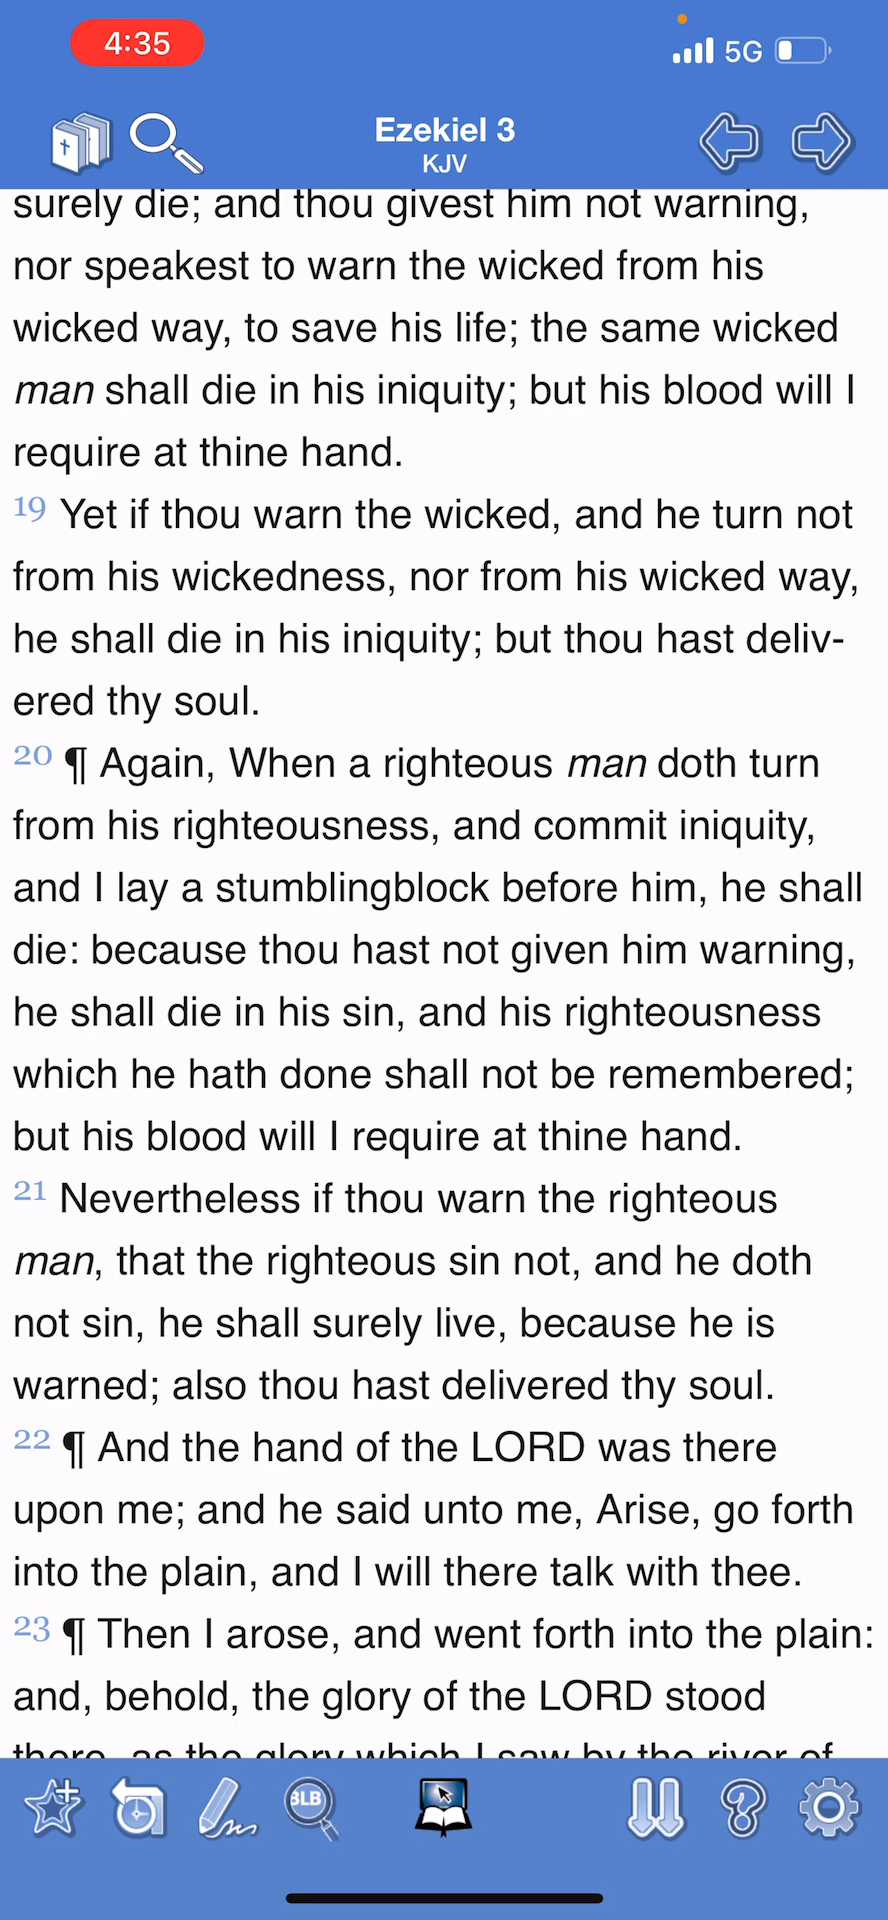 4:35
5G
Ezekiel 3
KJV
surely die; and thou givest him not warning,
nor speakest to warn the wicked from his
wicked way, to save his life; the same wicked
man shall die in his iniquity; but his blood will I
require at thine hand.
19 Yet if thou warn the wicked, and he turn not
from his wickedness, nor from his wicked way,
he shall die in his iniquity; but thou hast deliv-
ered thy soul.
20 ¶ Again, When a righteous man doth turn
from his righteousness, and commit iniquity,
and I lay a stumblingblock before him, he shall
die: because thou hast not given him warning,
he shall die in his sin, and his righteousness
which he hath done shall not be remembered;
but his blood will I require at thine hand.
21 Nevertheless if thou warn the righteous
man, that the righteous sin not, and he doth
not sin, he shall surely live, because he is
warned; also thou hast delivered thy soul.
22 ¶ And the hand of the LORD was there
upon me; and he said unto me, Arise, go forth
into the plain, and I will there talk with thee.
23 ¶ Then I arose, and went forth into the plain:
and, behold, the glory of the LORD stood
there, as the glory which I saw by the river of
BLB